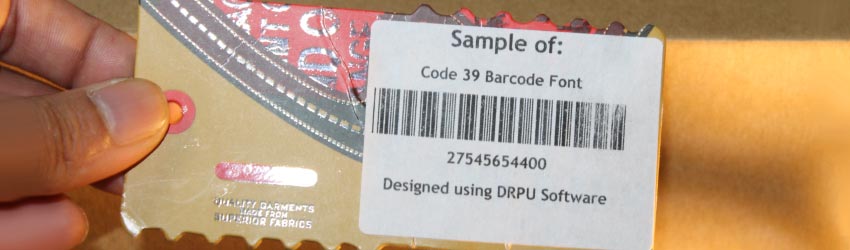 Sample of:
Code 39 Barcode Font
27545654400
Designed using DRPU Software
QUALITY GARMENTS
MADE FROM
SUPERIOR FABRICS